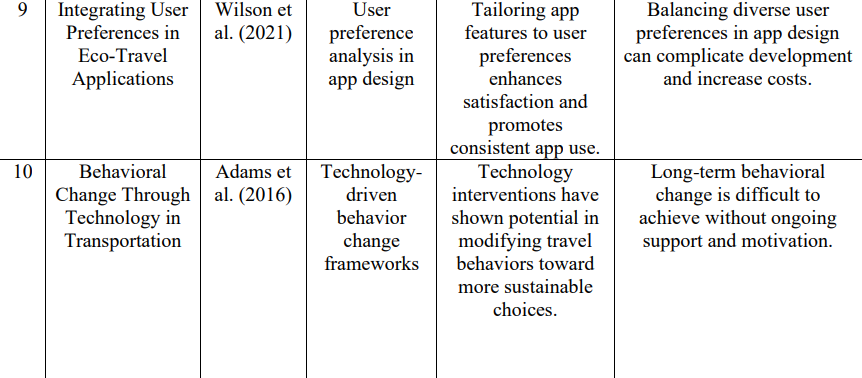 9
Integrating User
Preferences in
Eco-Travel
Applications
Wilson et
al. (2021)
User
preference
analysis in
app design
Tailoring app
features to user
preferences
enhances
satisfaction and
promotes
consistent app use.
Balancing diverse user
preferences in app design
can complicate development
and increase costs.
10
Behavioral
Change Through
Technology in
Transportation
Adams et
al. (2016)
Technology-
driven
behavior
change
frameworks
Technology
interventions have
shown potential in
modifying travel
behaviors toward
more sustainable
choices.
Long-term behavioral
change is difficult to
achieve without ongoing
support and motivation.